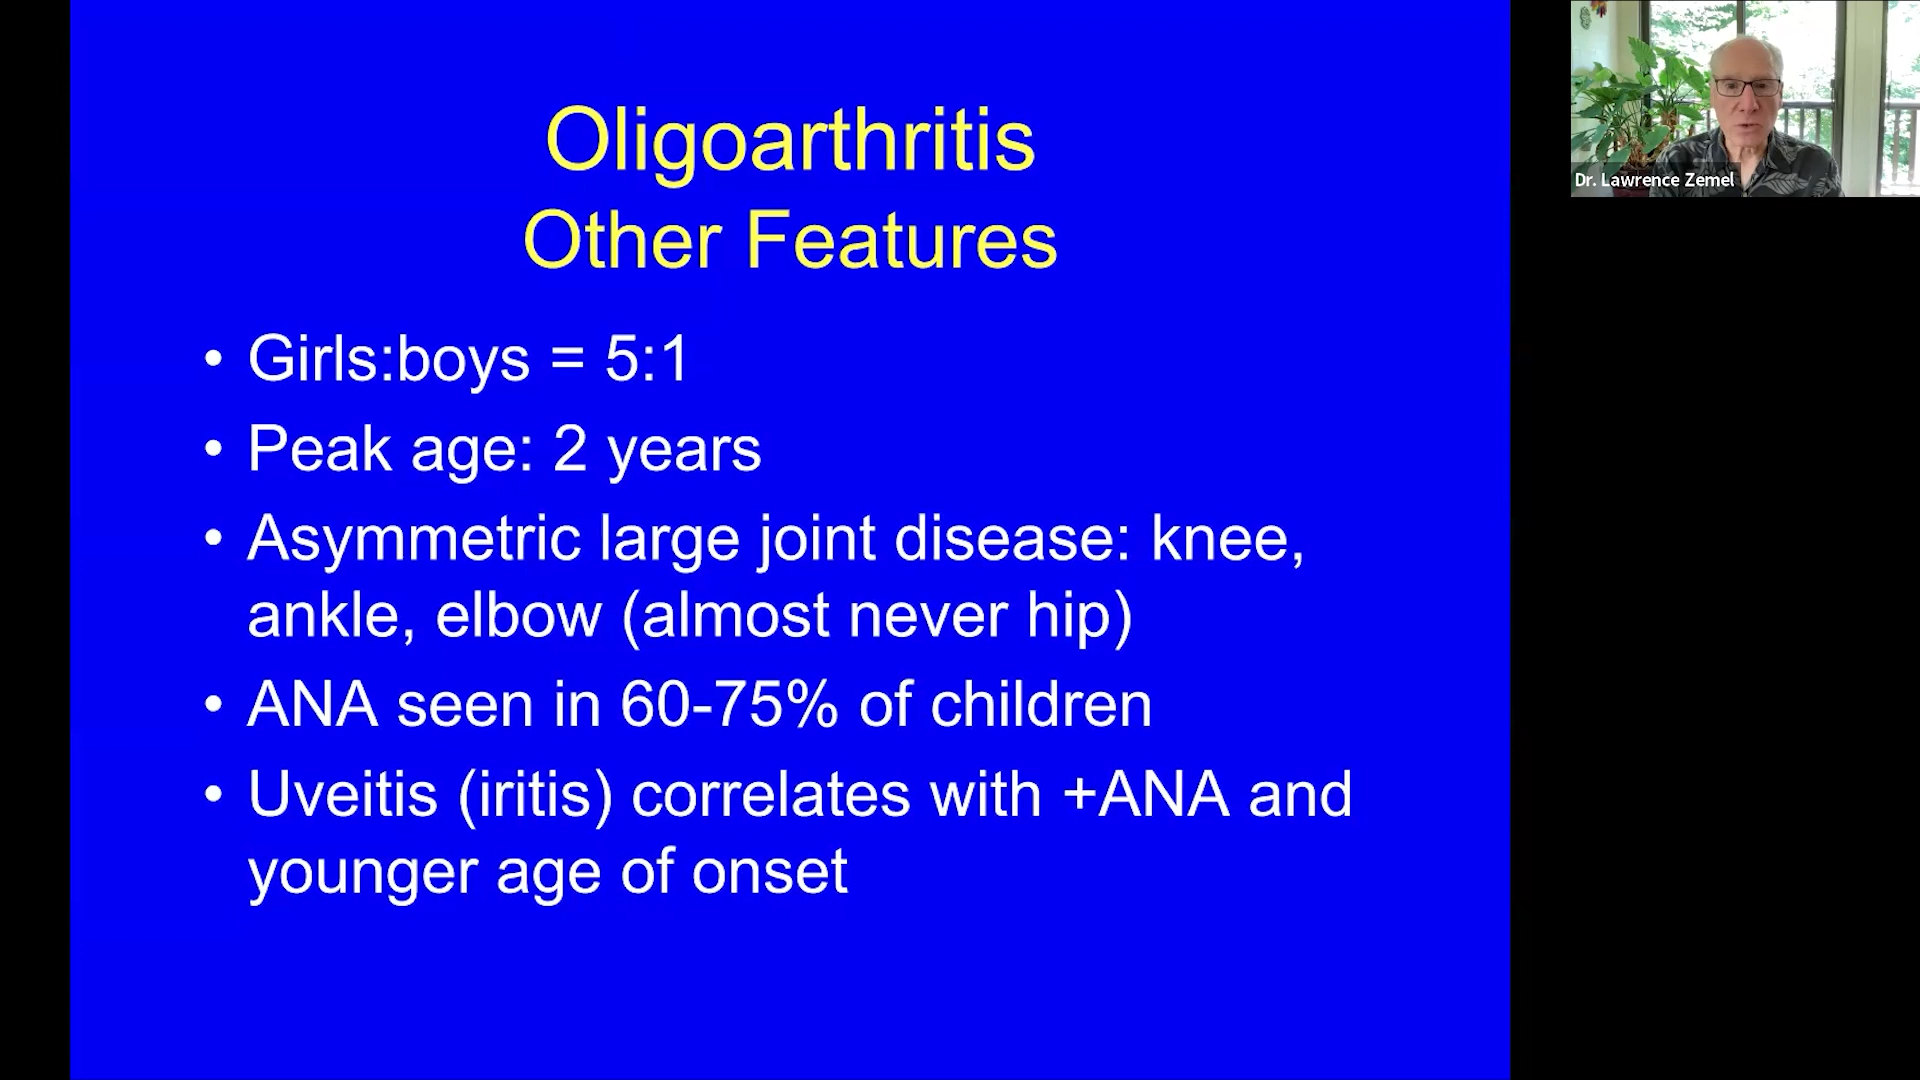 Oligoarthritis
Other Features
• Girls:boys = 5:1
• Peak age: 2 years
• Asymmetric large joint disease: knee,
ankle, elbow (almost never hip)
• ANA seen in 60-75% of children
• Uveitis (iritis) correlates with +ANA and
younger age of onset
Dr. Lawrence Zemel